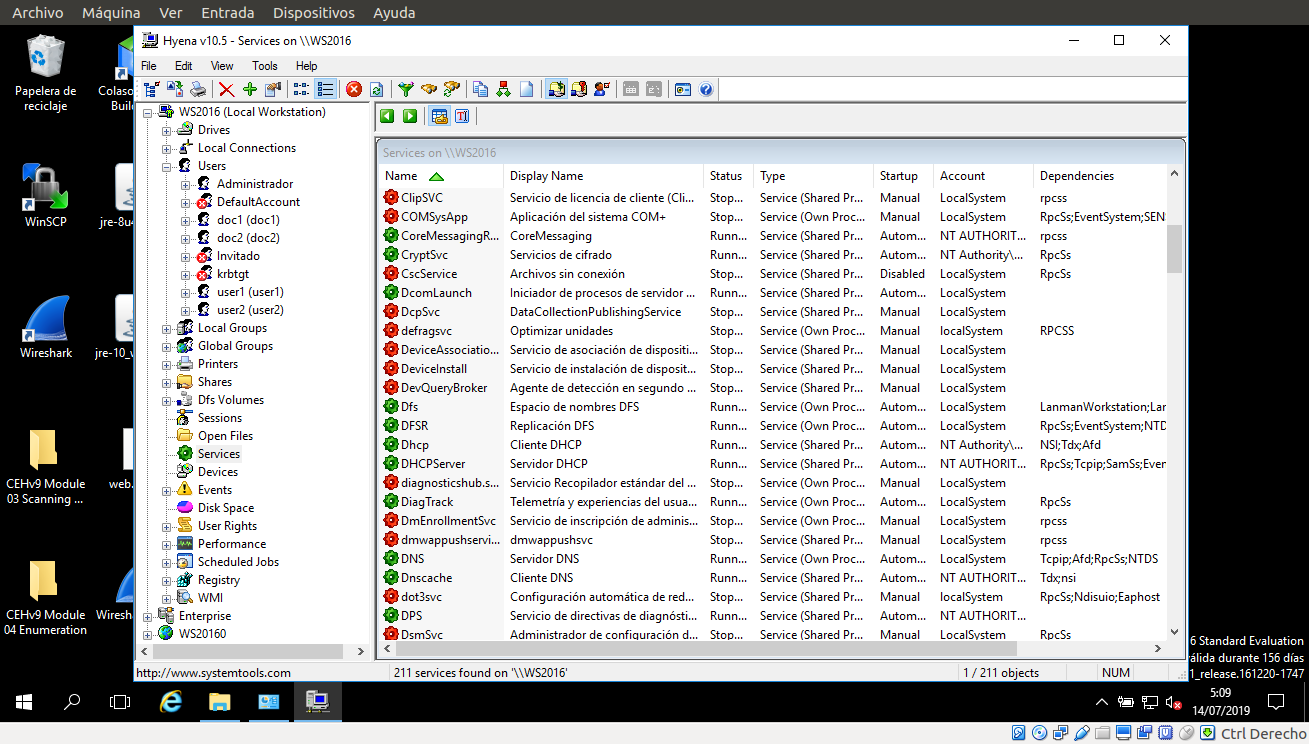 Archivo Máquina Ver Entrada Dispositivos Ayuda
Papelera de reciclaje
Colaso
Buil
WinSCP
jre-8u4
Wireshark
jre-10_v
CEHv9 Module 03 Scanning ...
web.
CEHv9 Module 04 Enumeration
Wiresha
Hyena v10.5 - Services on \\WS2016
File Edit View Tools Help
WS2016 (Local Workstation)
Drives
Local Connections
Users
Administrador
DefaultAccount
doc1 (doc1)
doc2 (doc2)
Invitado
krbtgt
user1 (user1)
user2 (user2)
Local Groups
Global Groups
Printers
Shares
Dfs Volumes
Sessions
Open Files
Services
Devices
Events
Disk Space
User Rights
Performance
Scheduled Jobs
Registry
WMI
Enterprise
WS20160
Services on \\WS2016
Name Display Name Status Type Startup Account Dependencies
ClipSVC Servicio de licencia de cliente (Cli... Stop... Service (Shared Pr... Manual LocalSystem rpcss
COMSysApp Aplicación del sistema COM+ Stop... Service (Own Proc... Manual LocalSystem RpcSs;EventSystem;SEN
CoreMessagingR... CoreMessaging Runn... Service (Shared Pr... Autom... NT AUTHORIT... rpcss
CryptSvc Servicios de cifrado Runn... Service (Shared Pr... Autom... NT Authority\... RpcSs
CscService Archivos sin conexión Stop... Service (Shared Pr... Disabled LocalSystem RpcSs
DcomLaunch Iniciador de procesos de servidor ... Runn... Service (Shared Pr... Autom... LocalSystem
DcpSvc DataCollectionPublishingService Stop... Service (Shared Pr... Manual LocalSystem
defragsvc Optimizar unidades Stop... Service (Own Proc... Manual localSystem RPCSS
DeviceAssociatio... Servicio de asociación de dispositi... Stop... Service (Shared Pr... Manual LocalSystem
DeviceInstall Servicio de instalación de disposit... Stop... Service (Shared Pr... Manual LocalSystem
DevQueryBroker Agente de detección en segundo ... Stop... Service (Shared Pr... Manual LocalSystem
Dfs Espacio de nombres DFS Runn... Service (Own Proc... Autom... LocalSystem LanmanWorkstation;Lar
DFSR Replicación DFS Runn... Service (Own Proc... Autom... LocalSystem RpcSs;EventSystem;NTD
Dhcp Cliente DHCP Runn... Service (Shared Pr... Autom... NT Authority\... NSI;Tdx;Afd
DHCPServer Servidor DHCP Runn... Service (Shared Pr... Autom... NT AUTHORIT... RpcSs;Tcpip;SamSs;Ever
diagnosticshub.s... Servicio Recopilador estándar del ... Stop... Service (Own Proc... Manual LocalSystem
DiagTrack Telemetría y experiencias del usua... Runn... Service (Own Proc... Autom... LocalSystem RpcSs
DmEnrollmentSvc Servicio de inscripción de adminis... Stop... Service (Own Proc... Manual LocalSystem rpcss
dmwappushservi... dmwappushsvc Stop... Service (Shared Pr... Manual LocalSystem rpcss
DNS Servidor DNS Runn... Service (Own Proc... Autom... LocalSystem Tcpip;Afd;RpcSs;NTDS
Dnscache Cliente DNS Runn... Service (Shared Pr... Autom... NT AUTHORIT... Tdx;nsi
dot3svc Configuración automática de red... Stop... Service (Shared Pr... Manual localSystem RpcSs;Ndisuio;Eaphost
DPS Servicio de directivas de diagnósti... Runn... Service (Shared Pr... Autom... NT AUTHORIT...
DsmSvc Administrador de configuración d... Stop... Service (Shared Pr... Manual LocalSystem RpcSs
http://www.systemtools.com 211 services found on '\\WS2016' 1 / 211 objects NUM
6 Standard Evaluation
álida durante 156 días
1_release.161220-1747
5:09
14/07/2019
Ctrl Derecho